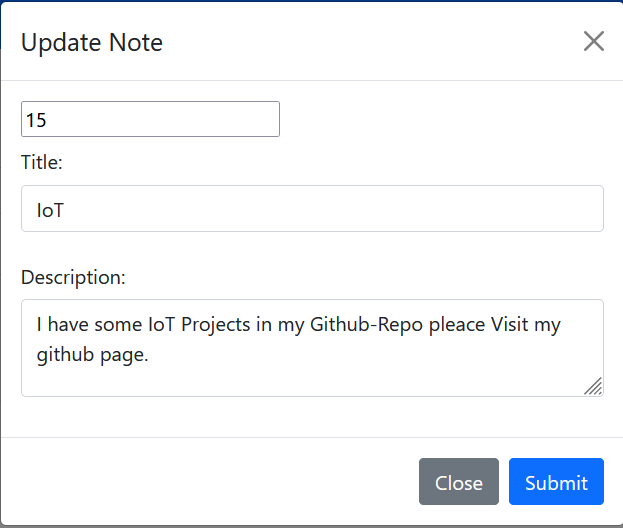 Update Note
15
Title:
IoT
Description:
I have some IoT Projects in my Github-Repo pleace Visit my
github page.
Close
Submit